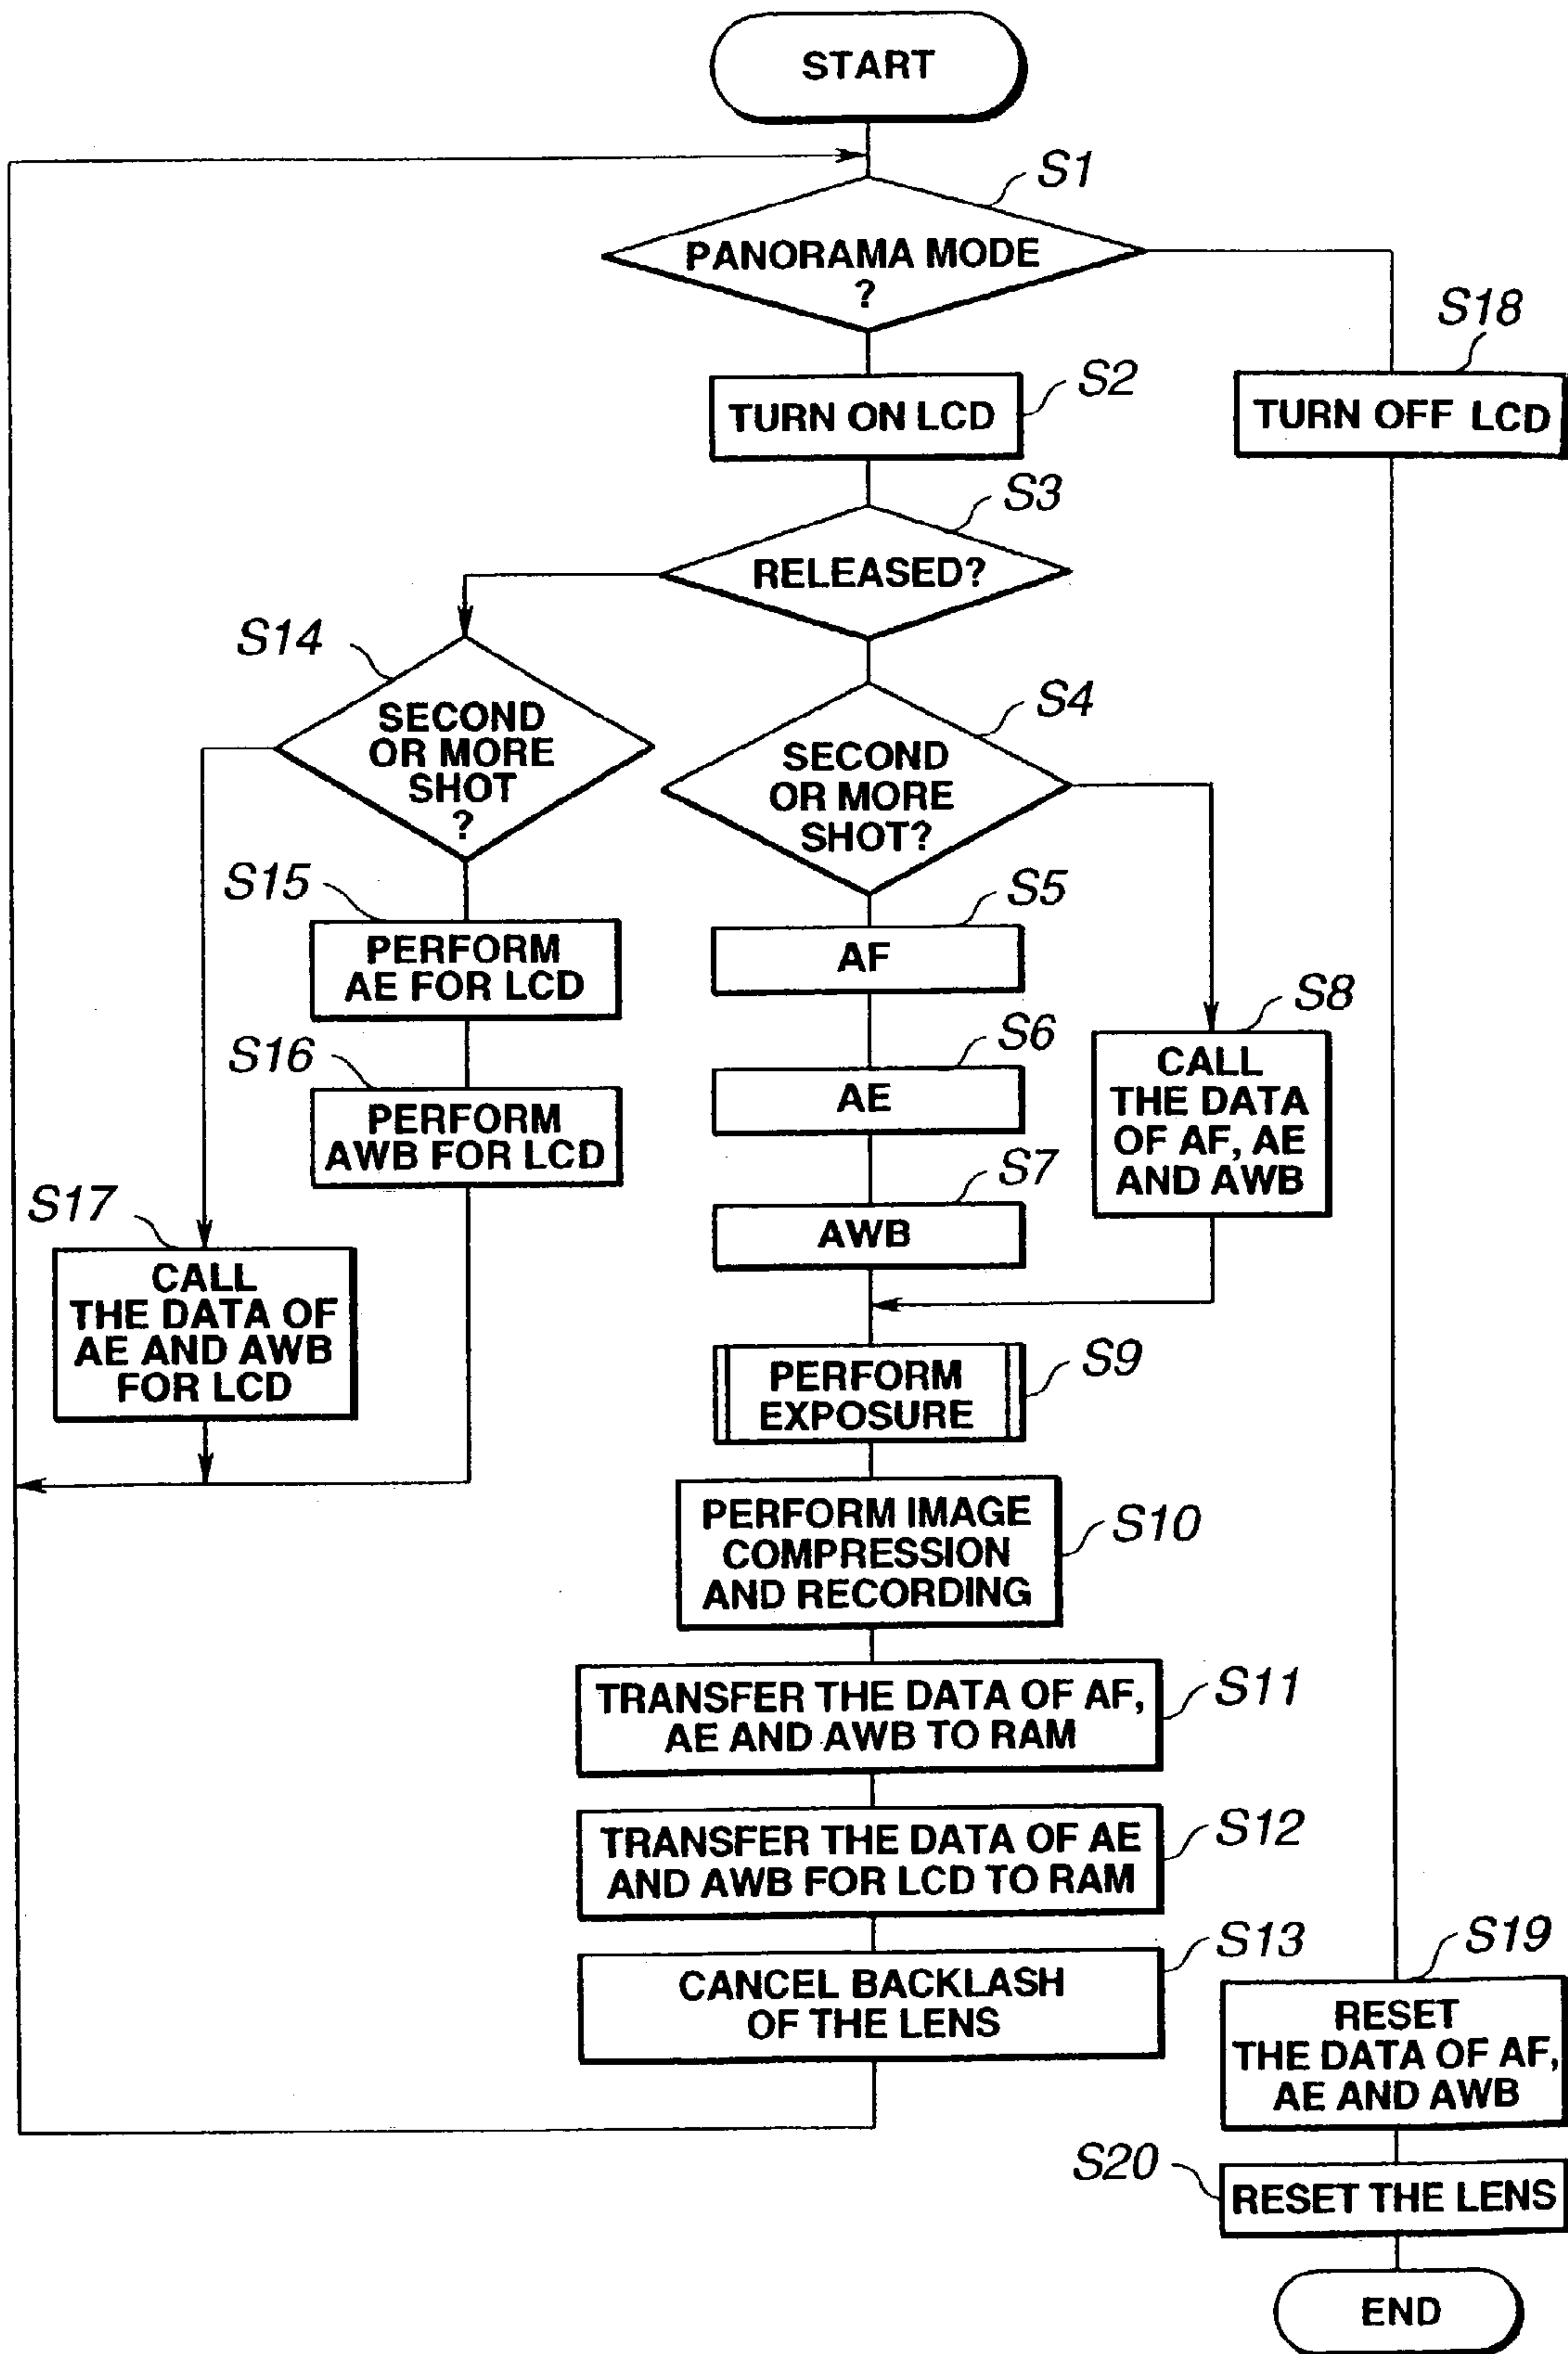 START
S1
PANORAMA MODE
?
S18
S2
TURN ON LCD
TURN OFF LCD
S3
RELEASED?
S14
SECOND
OR MORE
SHOT
?
S4
SECOND
OR MORE
SHOT?
S15
PERFORM
AE FOR LCD
S5
AF
S16
PERFORM
AWB FOR LCD
S6
AE
S8
CALL
THE DATA
OF AF, AE
AND AWB
S7
AWB
S17
CALL
THE DATA OF
AE AND AWB
FOR LCD
S9
PERFORM
EXPOSURE
PERFORM IMAGE
COMPRESSION
AND RECORDING
S10
TRANSFER THE DATA OF AF,
AE AND AWB TO RAM
S11
TRANSFER THE DATA OF AE
AND AWB FOR LCD TO RAM
S12
S13
CANCEL BACKLASH
OF THE LENS
S19
RESET
THE DATA OF AF,
AE AND AWB
S20
RESET THE LENS
END